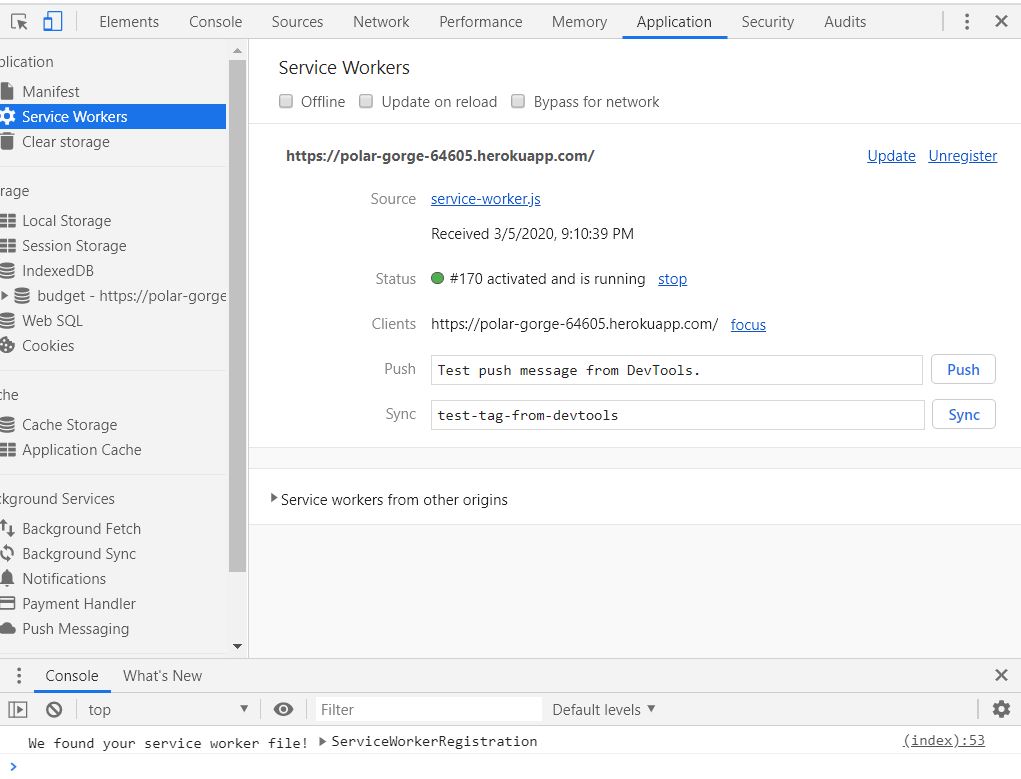 Elements Console Sources Network Performance Memory Application Security Audits
plication
Manifest
Service Workers
Clear storage
rage
Local Storage
Session Storage
IndexedDB
budget - https://polar-gorge
Web SQL
Cookies
che
Cache Storage
Application Cache
kground Services
Background Fetch
Background Sync
Notifications
Payment Handler
Push Messaging
Service Workers
Offline Update on reload Bypass for network
https://polar-gorge-64605.herokuapp.com/ Update Unregister
Source service-worker.js
Received 3/5/2020, 9:10:39 PM
Status #170 activated and is running stop
Clients https://polar-gorge-64605.herokuapp.com/ focus
Push Test push message from DevTools. Push
Sync test-tag-from-devtools Sync
Service workers from other origins
Console What's New
top Filter Default levels
We found your service worker file! ServiceWorkerRegistration (index):53